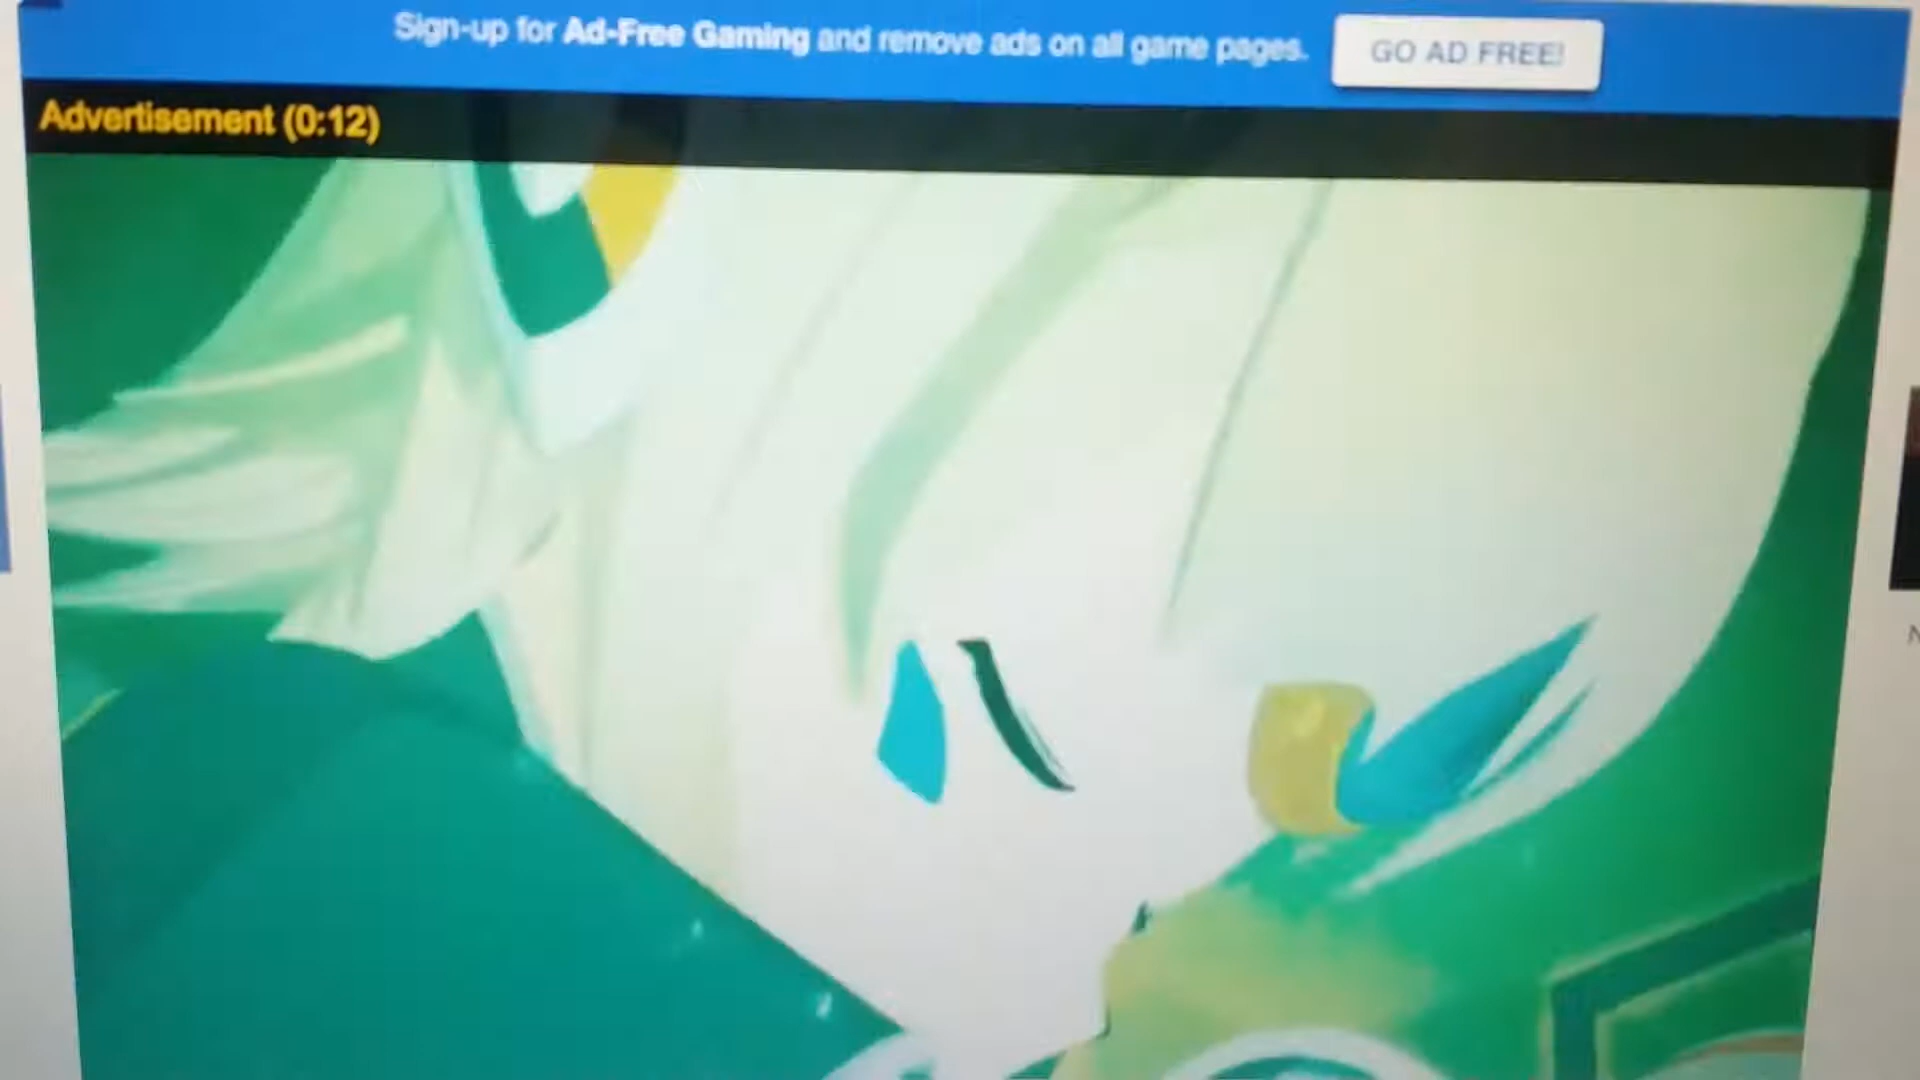 Sign-up for Ad-Free Gaming and remove ads on all game pages.
GO AD FREE!
Advertisement (0:12)